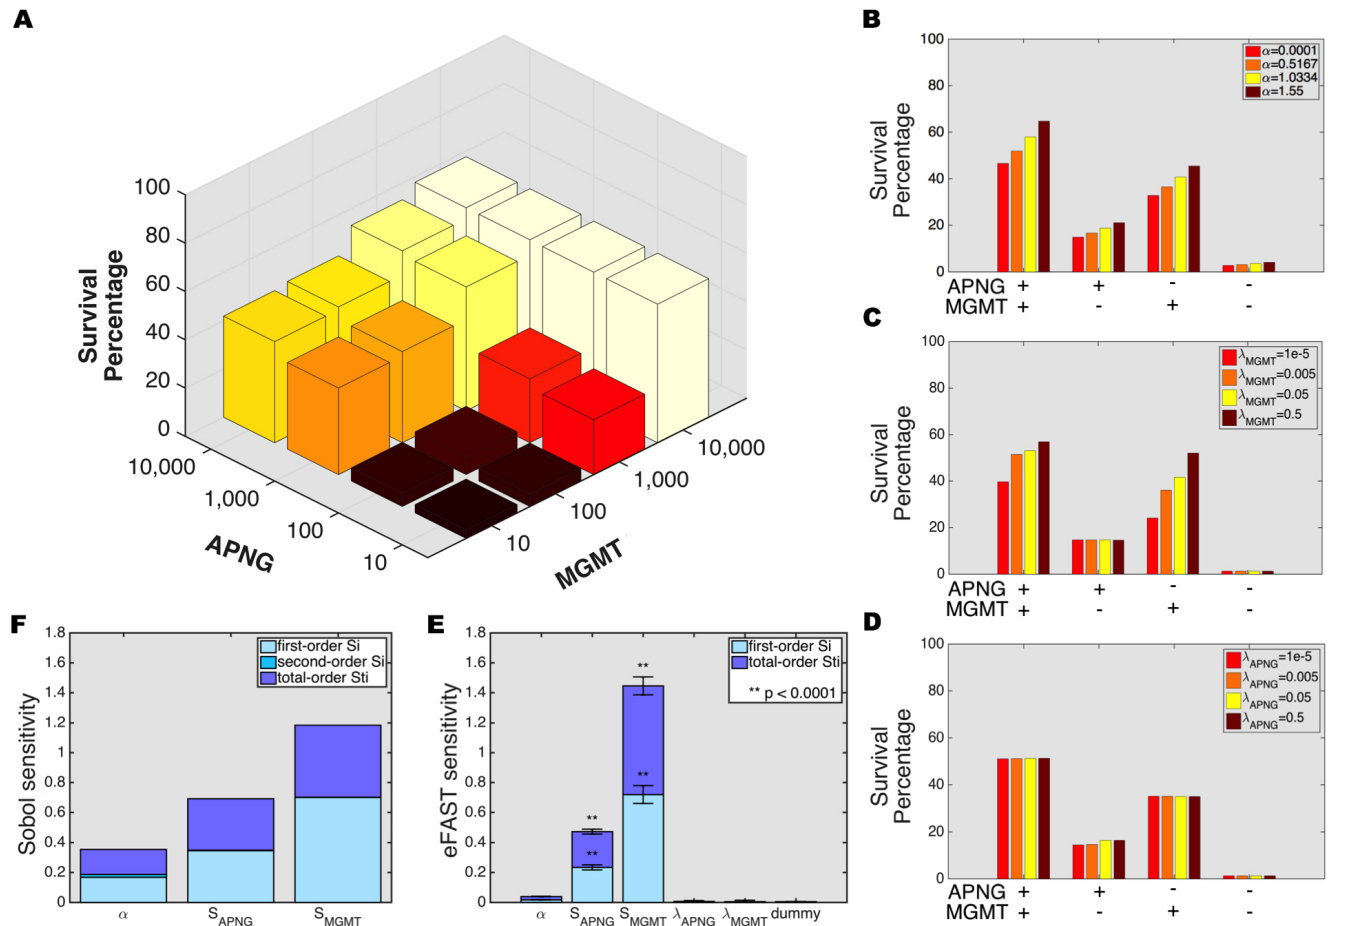 A
100
80
60
40
20
0
Survival
Percentage
10,000
1,000
100
10
APNG
10
100
1,000
10,000
MGMT
B
100
80
60
40
20
0
Survival
Percentage
α=0.0001
α=0.5167
α=1.0334
α=1.55
APNG + + - -
MGMT + - + -
C
100
80
60
40
20
0
Survival
Percentage
λMGMT=1e-5
λMGMT=0.005
λMGMT=0.05
λMGMT=0.5
APNG + + - -
MGMT + - + -
D
100
80
60
40
20
0
Survival
Percentage
λAPNG=1e-5
λAPNG=0.005
λAPNG=0.05
λAPNG=0.5
APNG + + - -
MGMT + - + -
F
1.8
1.6
1.4
1.2
1
0.8
0.6
0.4
0.2
0
Sobol sensitivity
first-order Si
second-order Si
total-order Sti
α SAPNG SMGMT
E
1.8
1.6
1.4
1.2
1
0.8
0.6
0.4
0.2
0
eFAST sensitivity
first-order Si
total-order Sti
** p < 0.0001
**
**
**
**
α SAPNG SMGMT λAPNG λMGMT dummy